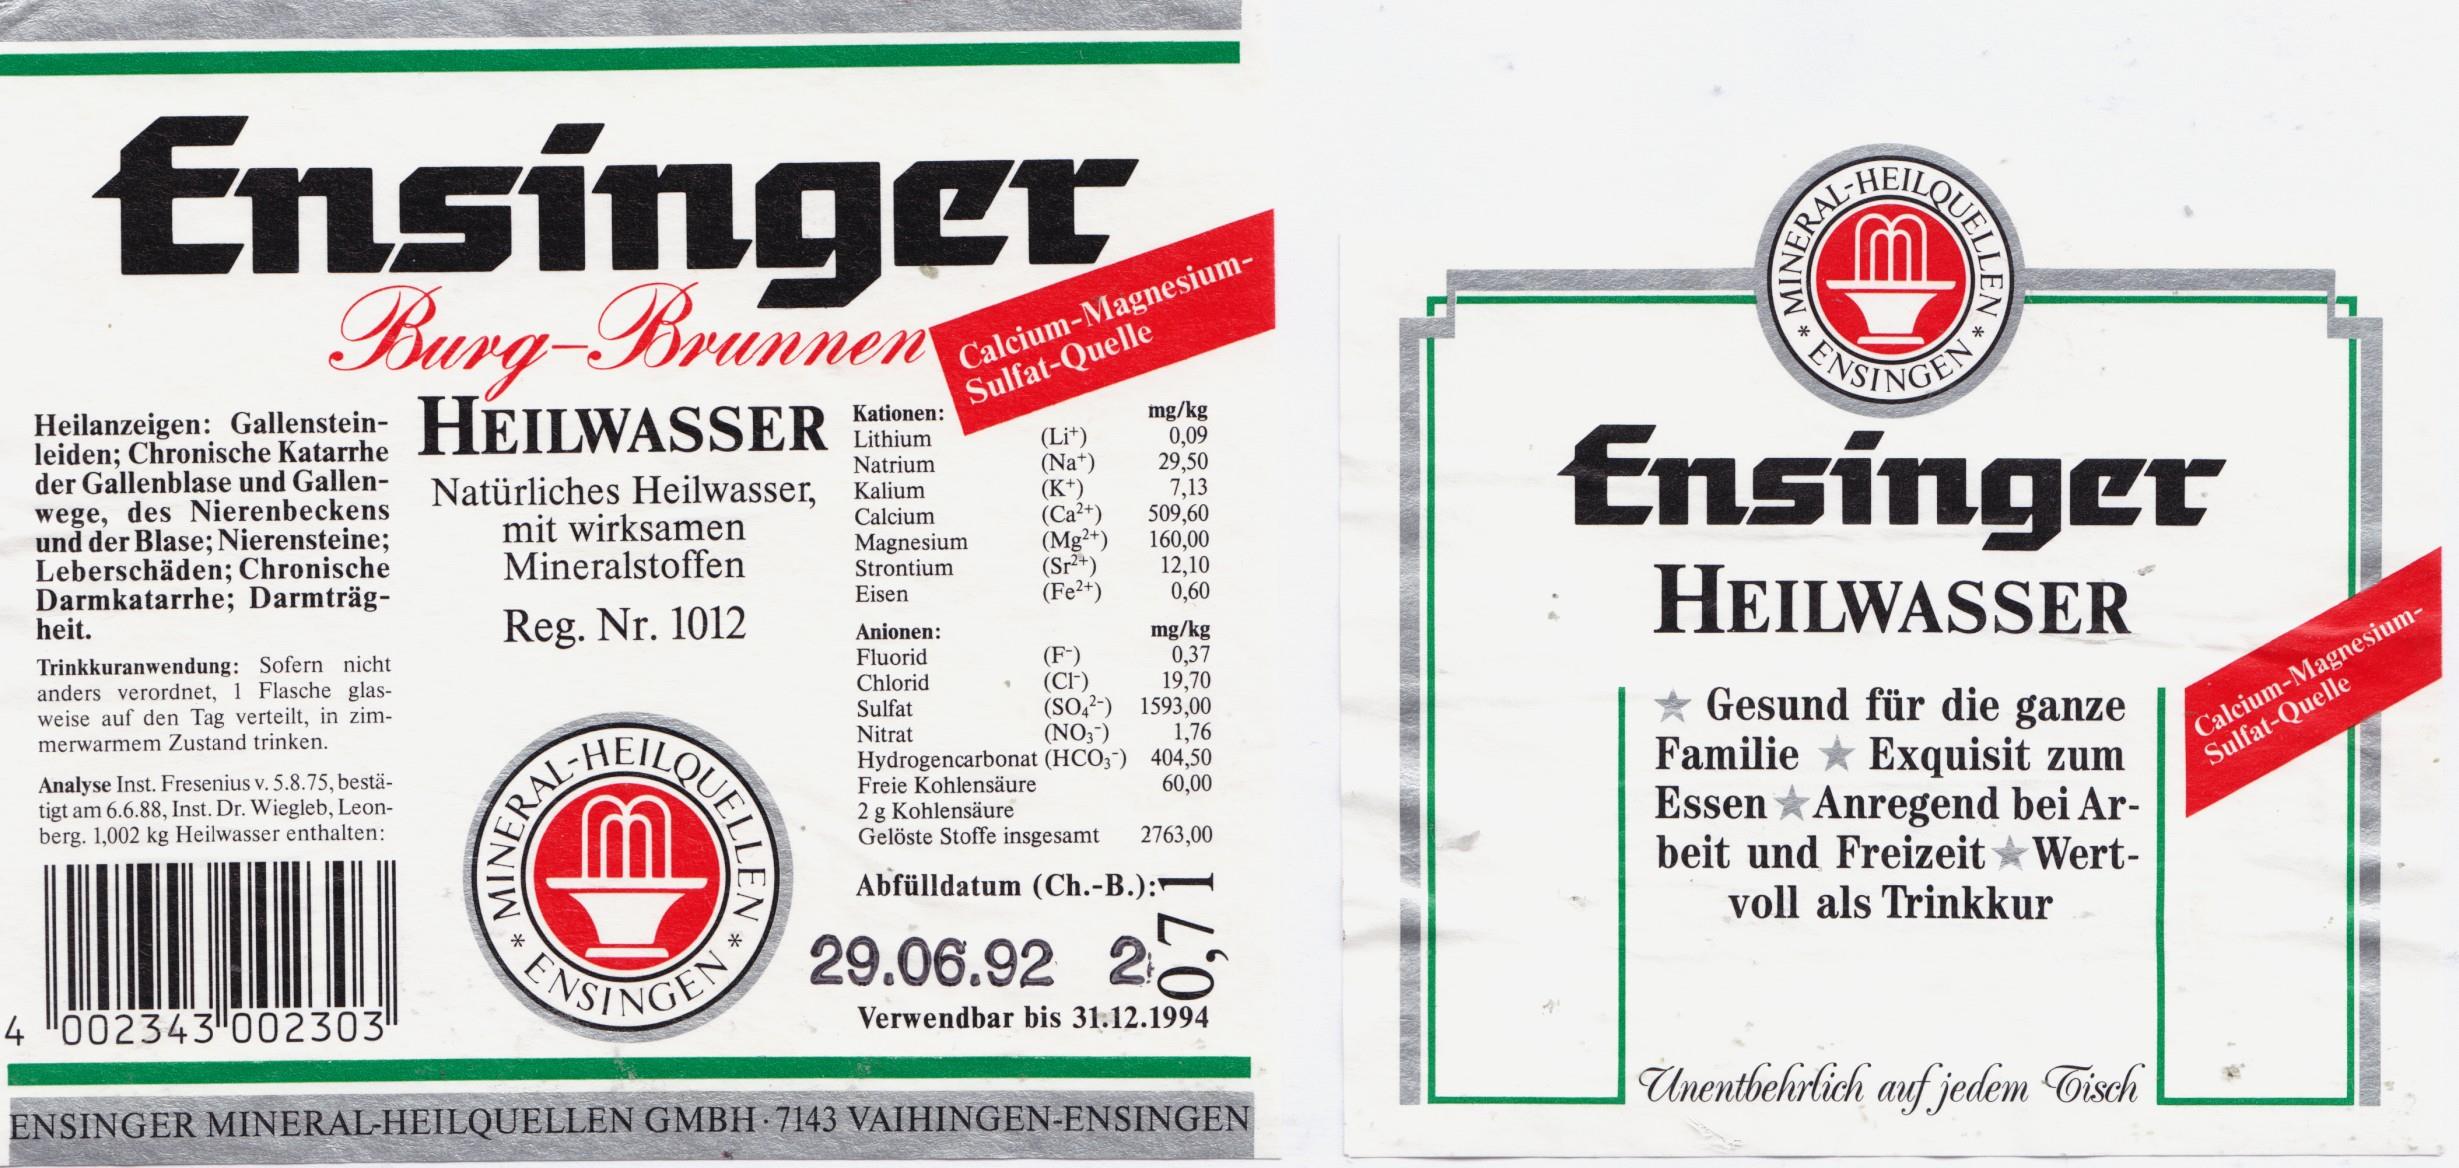 Ensinger
Burg-Brunnen
Calcium-Magnesium-
Sulfat-Quelle
HEILWASSER
Natürliches Heilwasser,
mit wirksamen
Mineralstoffen
Reg. Nr. 1012
Heilanzeigen: Gallenstein-
leiden; Chronische Katarrhe
der Gallenblase und Gallen-
wege, des Nierenbeckens
und der Blase; Nierensteine;
Leberschäden; Chronische
Darmkatarrhe; Darmträg-
heit.
Trinkkuranwendung: Sofern nicht
anders verordnet, 1 Flasche glas-
weise auf den Tag verteilt, in zim-
merwarmem Zustand trinken.
Analyse Inst. Fresenius v. 5.8.75, bestä-
tigt am 6.6.88, Inst. Dr. Wiegleb, Leon-
berg. 1,002 kg Heilwasser enthalten:
4 002343 002303
MINERAL-HEILQUELLEN
* ENSINGEN *
Kationen: mg/kg
Lithium (Li⁺) 0,09
Natrium (Na⁺) 29,50
Kalium (K⁺) 7,13
Calcium (Ca²⁺) 509,60
Magnesium (Mg²⁺) 160,00
Strontium (Sr²⁺) 12,10
Eisen (Fe²⁺) 0,60
Anionen: mg/kg
Fluorid (F⁻) 0,37
Chlorid (Cl⁻) 19,70
Sulfat (SO₄²⁻) 1593,00
Nitrat (NO₃⁻) 1,76
Hydrogencarbonat (HCO₃⁻) 404,50
Freie Kohlensäure 60,00
2 g Kohlensäure
Gelöste Stoffe insgesamt 2763,00
Abfülldatum (Ch.-B.):
29.06.92 2
0,7 l
Verwendbar bis 31.12.1994
ENSINGER MINERAL-HEILQUELLEN GMBH · 7143 VAIHINGEN-ENSINGEN
MINERAL-HEILQUELLEN
* ENSINGEN *
Ensinger
HEILWASSER
Calcium-Magnesium-
Sulfat-Quelle
★ Gesund für die ganze
Familie ★ Exquisit zum
Essen ★ Anregend bei Ar-
beit und Freizeit ★ Wert-
voll als Trinkkur
Unentbehrlich auf jedem Tisch